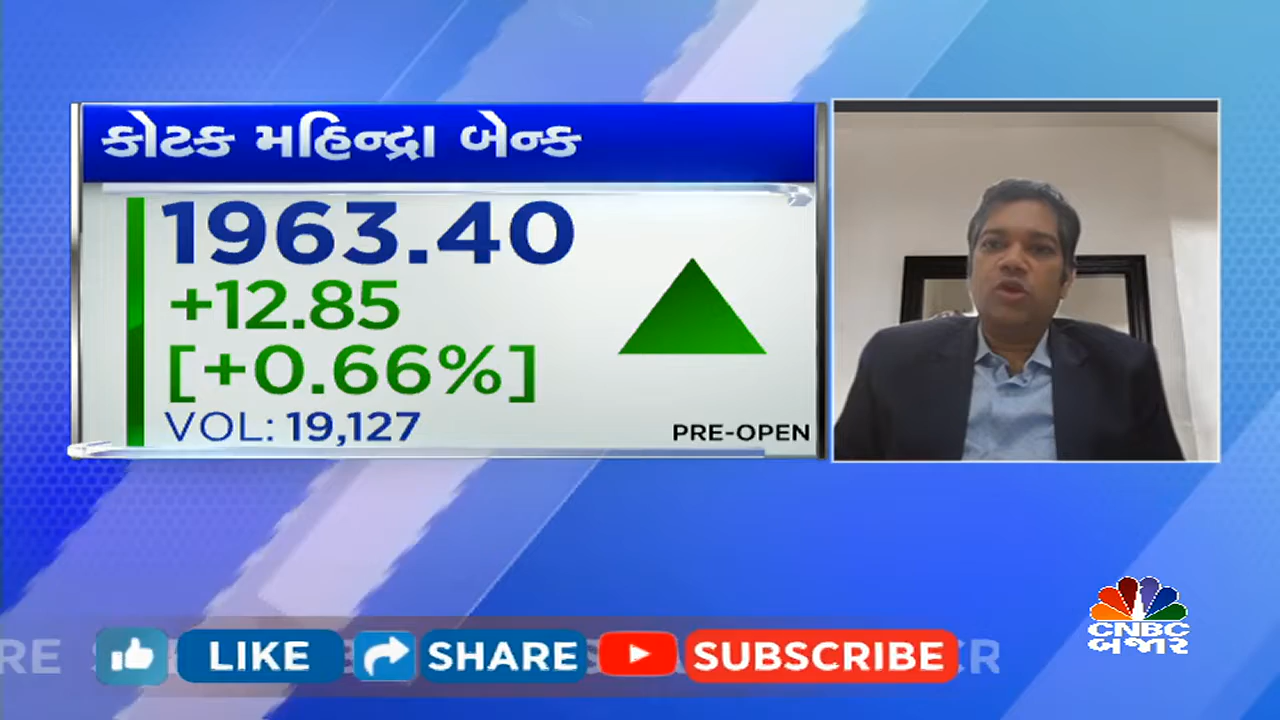 કોટક મહિન્દ્રા બેન્ક
1963.40
+12.85
[+0.66%]
VOL: 19,127
PRE-OPEN
LIKE
SHARE
SUBSCRIBE
CNBC
બજાર